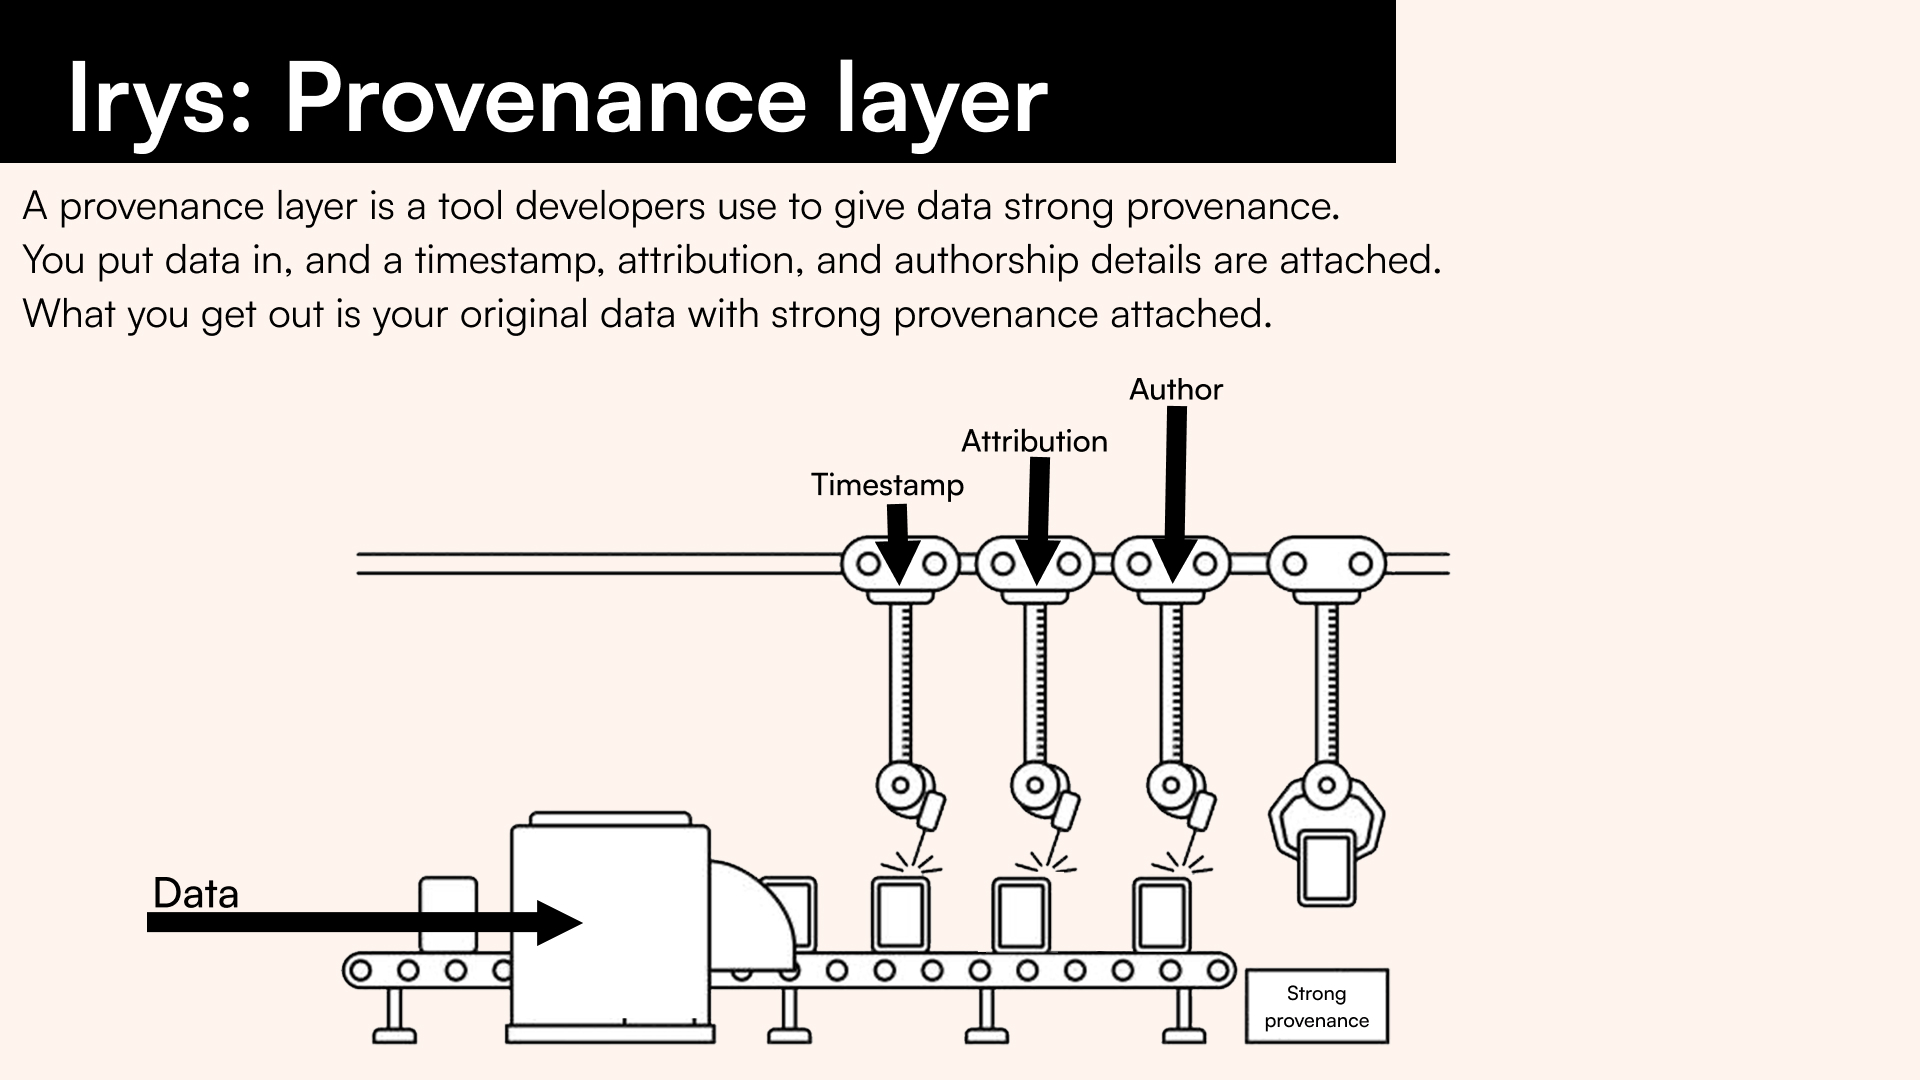 Irys: Provenance layer
A provenance layer is a tool developers use to give data strong provenance.
You put data in, and a timestamp, attribution, and authorship details are attached.
What you get out is your original data with strong provenance attached.
Author
Attribution
Timestamp
Data
Strong
provenance